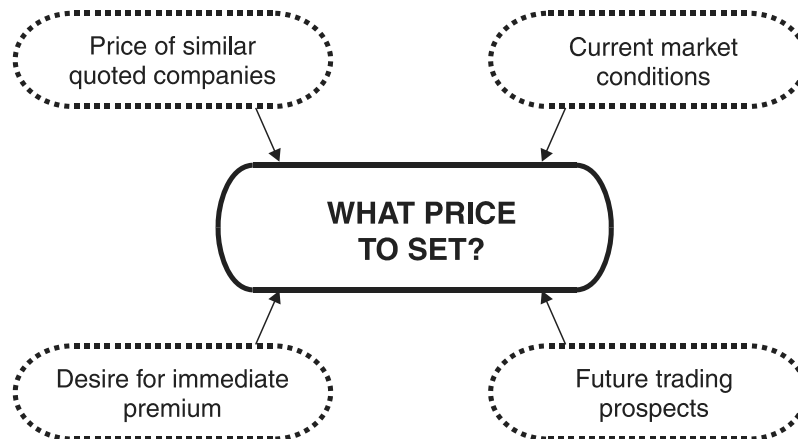 Price of similar
quoted companies
Current market
conditions
WHAT PRICE
TO SET?
Desire for immediate
premium
Future trading
prospects